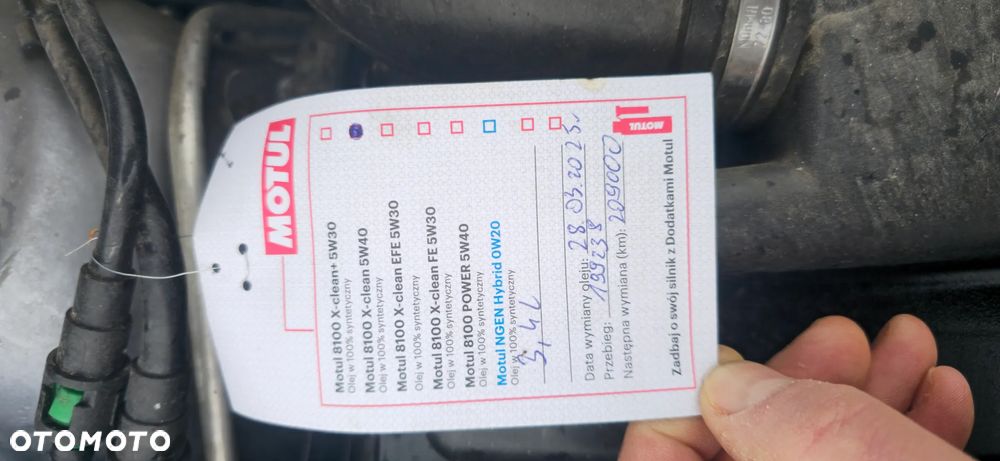 MOTUL
Motul 8100 X-clean+ 5W30
Olej w 100% syntetyczny
Motul 8100 X-clean 5W40
Olej w 100% syntetyczny
Motul 8100 X-clean EFE 5W30
Olej w 100% syntetyczny
Motul 8100 X-clean FE 5W30
Olej w 100% syntetyczny
Motul 8100 POWER 5W40
Olej w 100% syntetyczny
Motul NGEN Hybrid 0W20
Olej w 100% syntetyczny
3,4L
Data wymiany oleju: 28.03.2023r.
Przebieg: 199238
Następna wymiana (km): 209000
MOTUL
Zadbaj o swój silnik z Dodatkami Motul
OTOMOTO